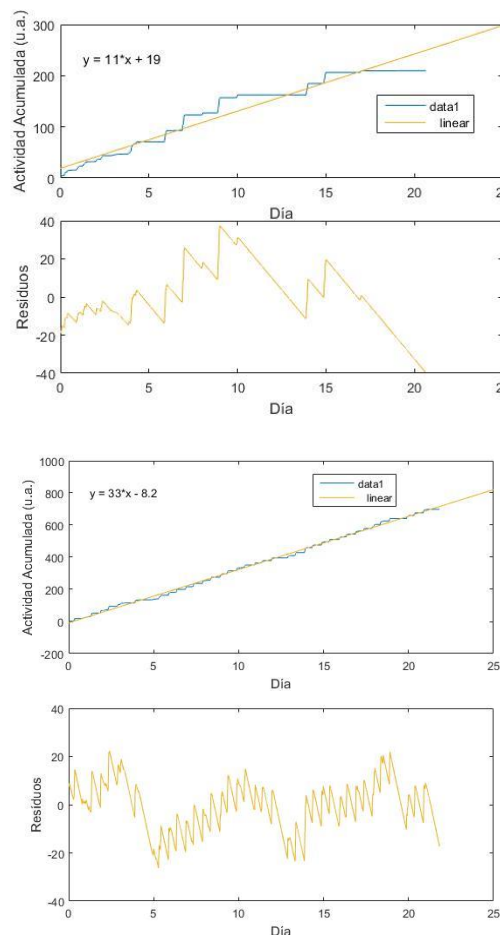 300
200
100
0
Actividad Acumulada (u.a.)
y = 11*x + 19
data1
linear
0 5 10 15 20 25
Día
40
20
0
-20
-40
Residuos
0 5 10 15 20 25
Día
1000
800
600
400
200
0
-200
Actividad Acumulada (u.a.)
y = 33*x - 8.2
data1
linear
0 5 10 15 20 25
Día
40
20
0
-20
-40
Residuos
0 5 10 15 20 25
Día